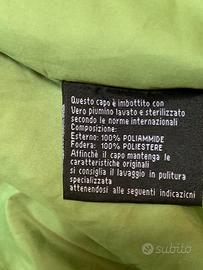 Questo capo è imbottito con
Vero piumino lavato e sterilizzato
secondo le norme internazionali
Composizione:
Esterno: 100% POLIAMMIDE
Fodera: 100% POLIESTERE
Affinchè il capo mantenga le
caratteristiche originali
si consiglia il lavaggio in pulitura
specializzata
attenendosi alle seguenti indicazioni
subito